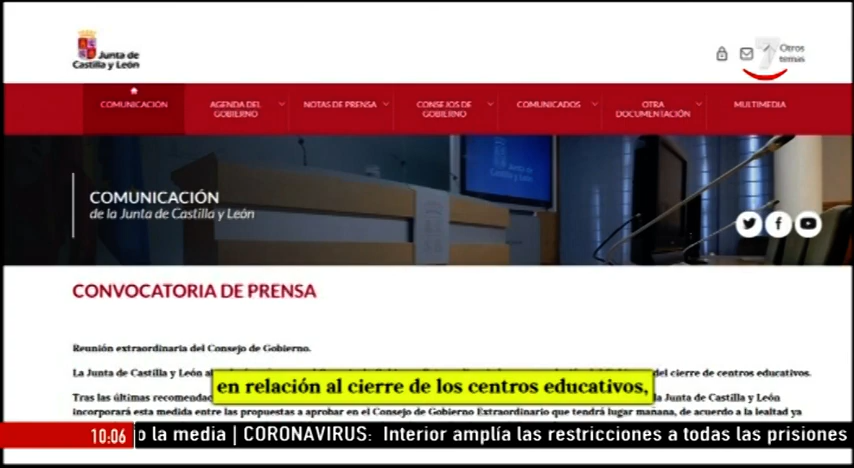 Junta de
Castilla y León
7
Otros
temas
COMUNICACIÓN
AGENDA DEL
GOBIERNO
NOTAS DE PRENSA
CONSEJOS DE
GOBIERNO
COMUNICADOS
OTRA
DOCUMENTACIÓN
MULTIMEDIA
Junta de
Castilla y León
COMUNICACIÓN
de la Junta de Castilla y León
CONVOCATORIA DE PRENSA
Reunión extraordinaria del Consejo de Gobierno.
La Junta de Castilla y León del cierre de centros educativos.
en relación al cierre de los centros educativos,
Tras las últimas la Junta de Castilla y León
incorporará esta medida entre las propuestas a aprobar en el Consejo de Gobierno Extraordinario que tendrá lugar mañana, de acuerdo a la lealtad ya
10:06 o la media | CORONAVIRUS: Interior amplía las restricciones a todas las prisiones